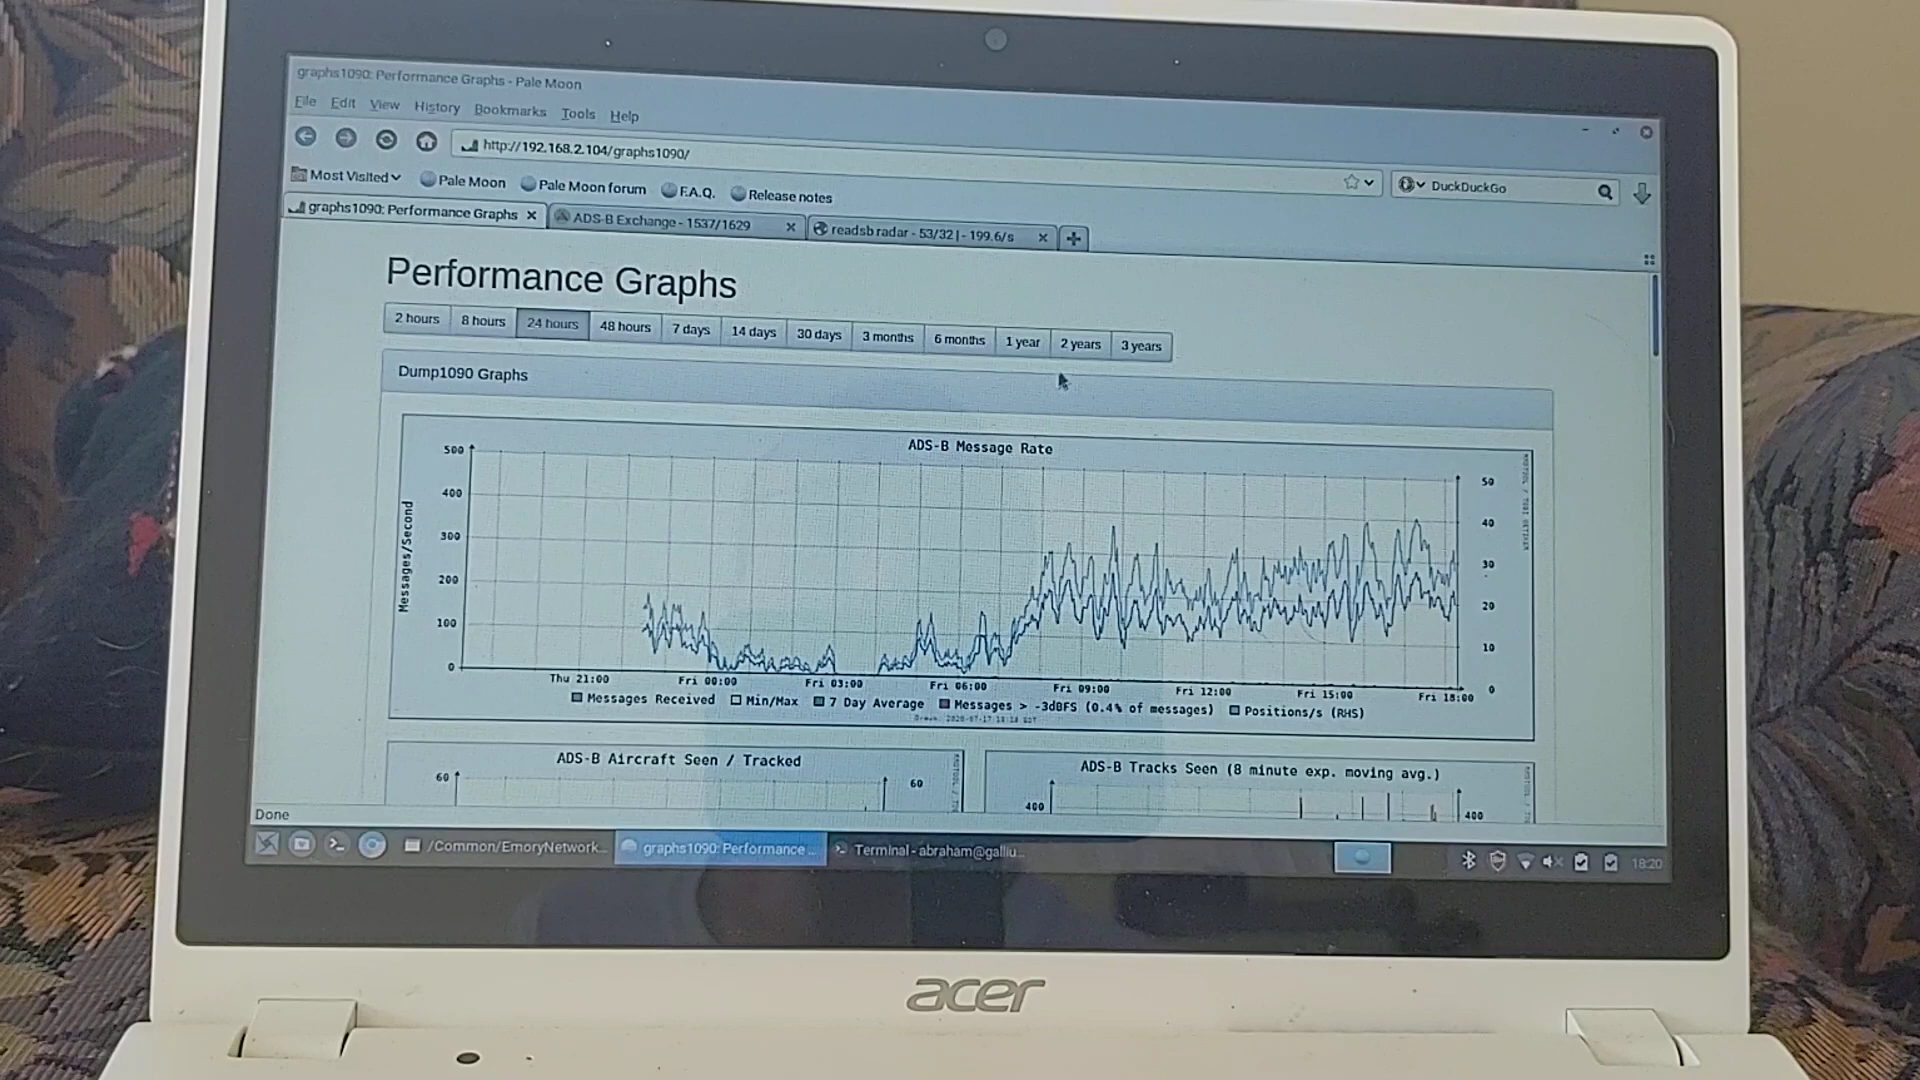 graphs1090: Performance Graphs - Pale Moon
File Edit View History Bookmarks Tools Help
http://192.168.2.104/graphs1090/
DuckDuckGo
Most Visited Pale Moon Pale Moon forum F.A.Q. Release notes
graphs1090: Performance Graphs ADS-B Exchange - 1537/1629 readsb radar - 53/32 | - 199.6/s
Performance Graphs
2 hours 8 hours 24 hours 48 hours 7 days 14 days 30 days 3 months 6 months 1 year 2 years 3 years
Dump1090 Graphs
ADS-B Message Rate
Messages/Second
500
400
300
200
100
0
50
40
30
20
10
0
Thu 21:00 Fri 00:00 Fri 03:00 Fri 06:00 Fri 09:00 Fri 12:00 Fri 15:00 Fri 18:00
Messages Received Min/Max 7 Day Average Messages > -3dBFS (0.4% of messages) Positions/s (RHS)
ADS-B Aircraft Seen / Tracked
60
60
ADS-B Tracks Seen (8 minute exp. moving avg.)
400
400
Done
/Common/EmoryNetwork... graphs1090: Performance ... Terminal - abraham@galliu... 18:20
acer